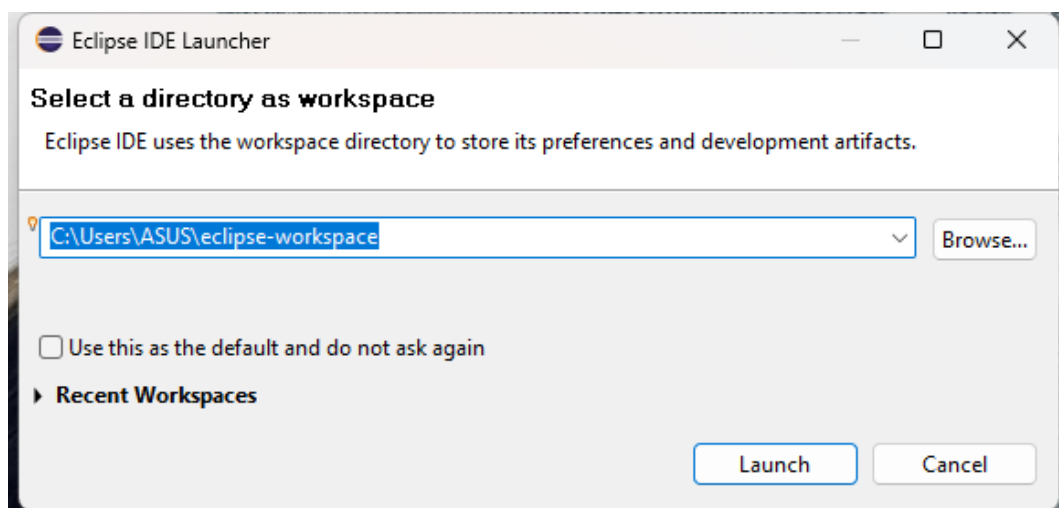 Eclipse IDE Launcher
Select a directory as workspace
Eclipse IDE uses the workspace directory to store its preferences and development artifacts.
C:\Users\ASUS\eclipse-workspace
Browse...
Use this as the default and do not ask again
Recent Workspaces
Launch
Cancel